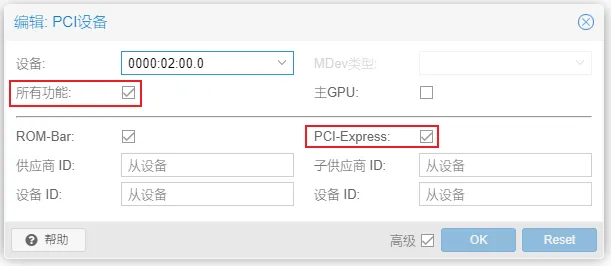 编辑: PCI设备
设备: 0000:02:00.0 MDev类型:
所有功能: 主GPU:
ROM-Bar: PCI-Express:
供应商 ID: 从设备 子供应商 ID: 从设备
设备 ID: 从设备 设备 ID: 从设备
帮助 高级 OK Reset